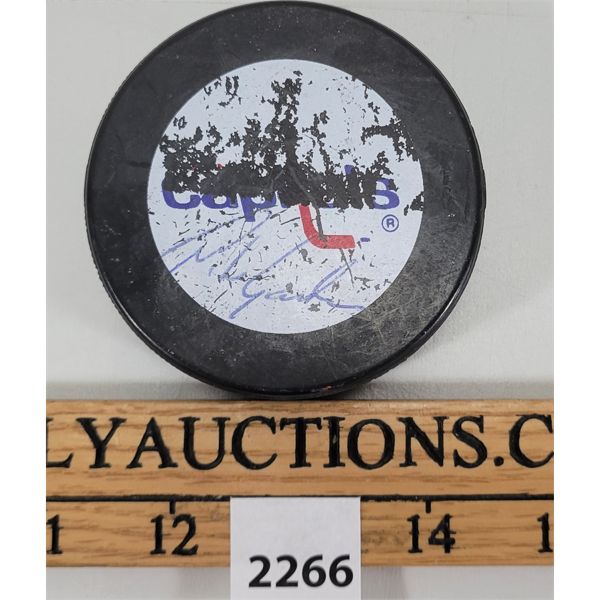 Capitals
®
LYAUCTIONS.C
1 12 14 1
2266